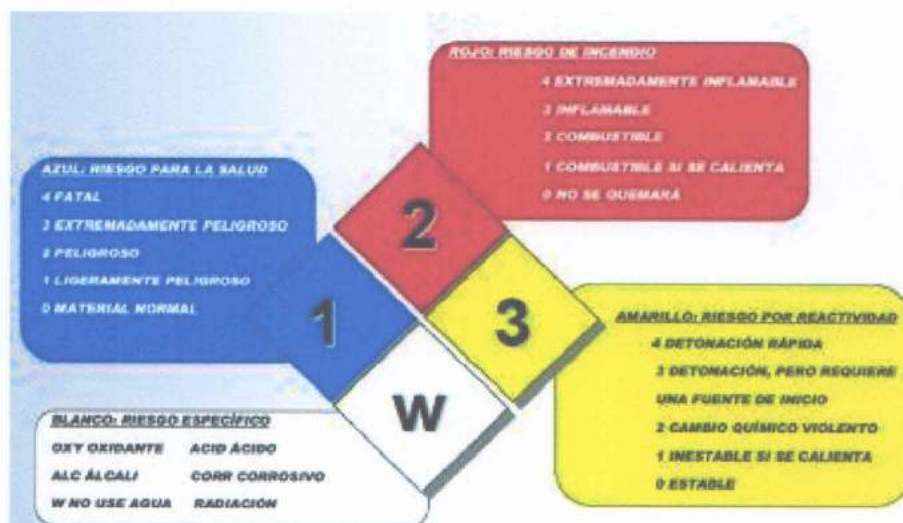 ROJO: RIESGO DE INCENDIO
4 EXTREMADAMENTE INFLAMABLE
3 INFLAMABLE
2 COMBUSTIBLE
1 COMBUSTIBLE SI SE CALIENTA
0 NO SE QUEMARÁ
AZUL: RIESGO PARA LA SALUD
4 FATAL
3 EXTREMADAMENTE PELIGROSO
2 PELIGROSO
1 LIGERAMENTE PELIGROSO
0 MATERIAL NORMAL
2
1
3
W
AMARILLO: RIESGO POR REACTIVIDAD
4 DETONACIÓN RÁPIDA
3 DETONACIÓN, PERO REQUIERE
UNA FUENTE DE INICIO
2 CAMBIO QUÍMICO VIOLENTO
1 INESTABLE SI SE CALIENTA
0 ESTABLE
BLANCO: RIESGO ESPECÍFICO
OXY OXIDANTE ACID ÁCIDO
ALC ÁLCALI CORR CORROSIVO
W NO USE AGUA RADIACIÓN